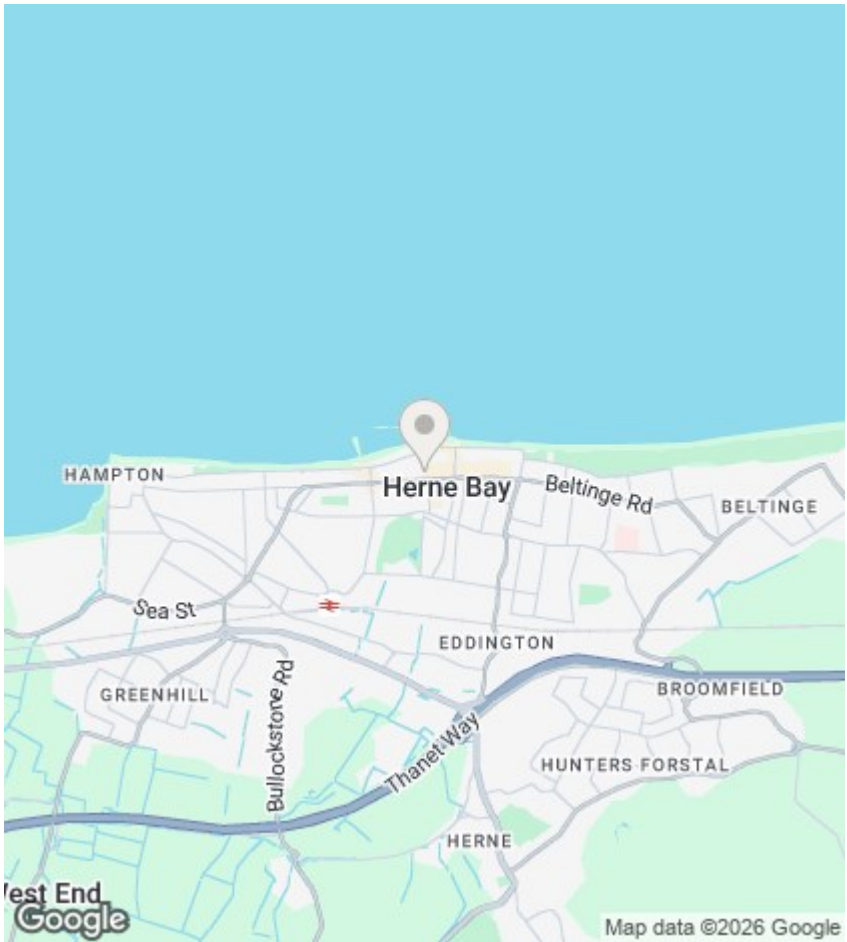 HAMPTON
Herne Bay
Beltinge Rd
BELTINGE
Sea St
EDDINGTON
GREENHILL
Bullockstone Rd
BROOMFIELD
Thanet Way
HUNTERS FORSTAL
HERNE
West End
Google
Map data ©2026 Google